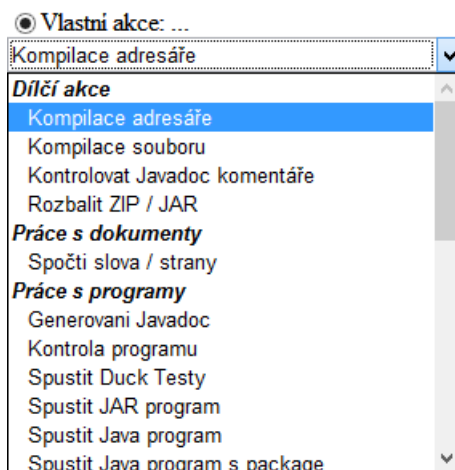 Vlastní akce: ...
Kompilace adresáře
Dílčí akce
Kompilace adresáře
Kompilace souboru
Kontrolovat Javadoc komentáře
Rozbalit ZIP / JAR
Práce s dokumenty
Spočti slova / strany
Práce s programy
Generovani Javadoc
Kontrola programu
Spustit Duck Testy
Spustit JAR program
Spustit Java program
Spustit Java program s package